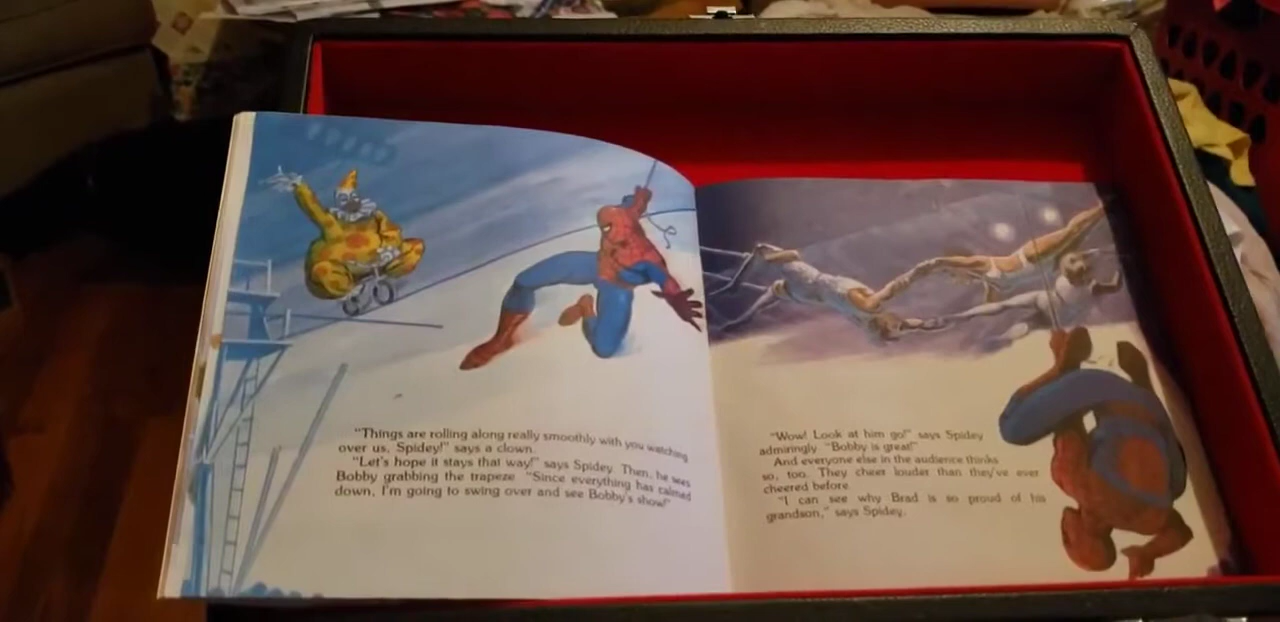 "Things are rolling along really smoothly with you watching
over us, Spidey!" says a clown.
"Let's hope it stays that way!" says Spidey. Then, he sees
Bobby grabbing the trapeze. "Since everything has calmed
down, I'm going to swing over and see Bobby's show!"
"Wow! Look at him go!" says Spidey
admiringly. "Bobby is great!"
And everyone else in the audience thinks
so, too. They cheer louder than they've ever
cheered before.
"I can see why Brad is so proud of his
grandson," says Spidey.